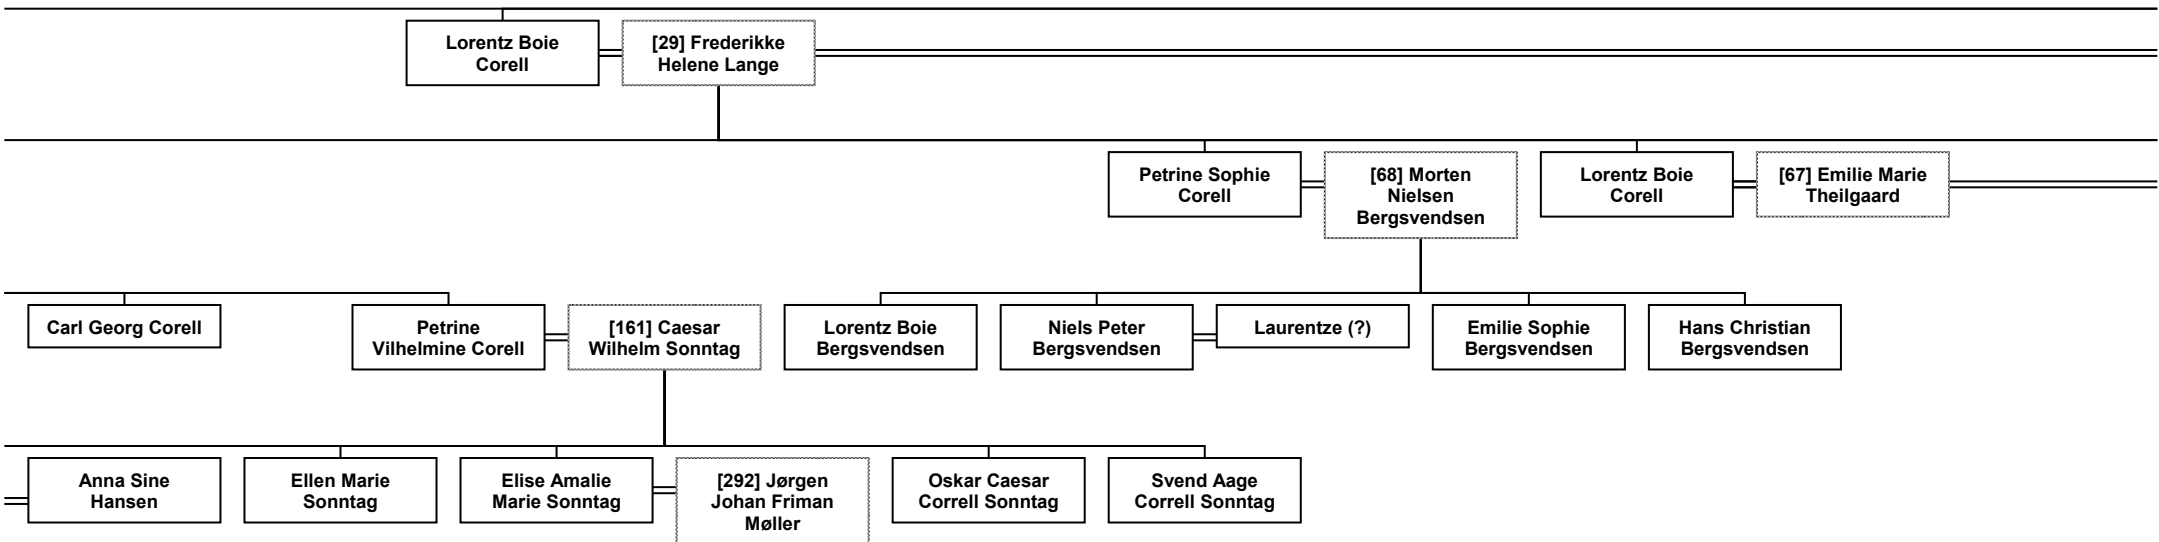 Lorentz Boie
Corell
[29] Frederikke
Helene Lange
Petrine Sophie
Corell
[68] Morten
Nielsen
Bergsvendsen
Lorentz Boie
Corell
[67] Emilie Marie
Theilgaard
Carl Georg Corell
Petrine
Vilhelmine Corell
[161] Caesar
Wilhelm Sonntag
Lorentz Boie
Bergsvendsen
Niels Peter
Bergsvendsen
Laurentze (?)
Emilie Sophie
Bergsvendsen
Hans Christian
Bergsvendsen
Anna Sine
Hansen
Ellen Marie
Sonntag
Elise Amalie
Marie Sonntag
[292] Jørgen
Johan Friman
Møller
Oskar Caesar
Correll Sonntag
Svend Aage
Correll Sonntag